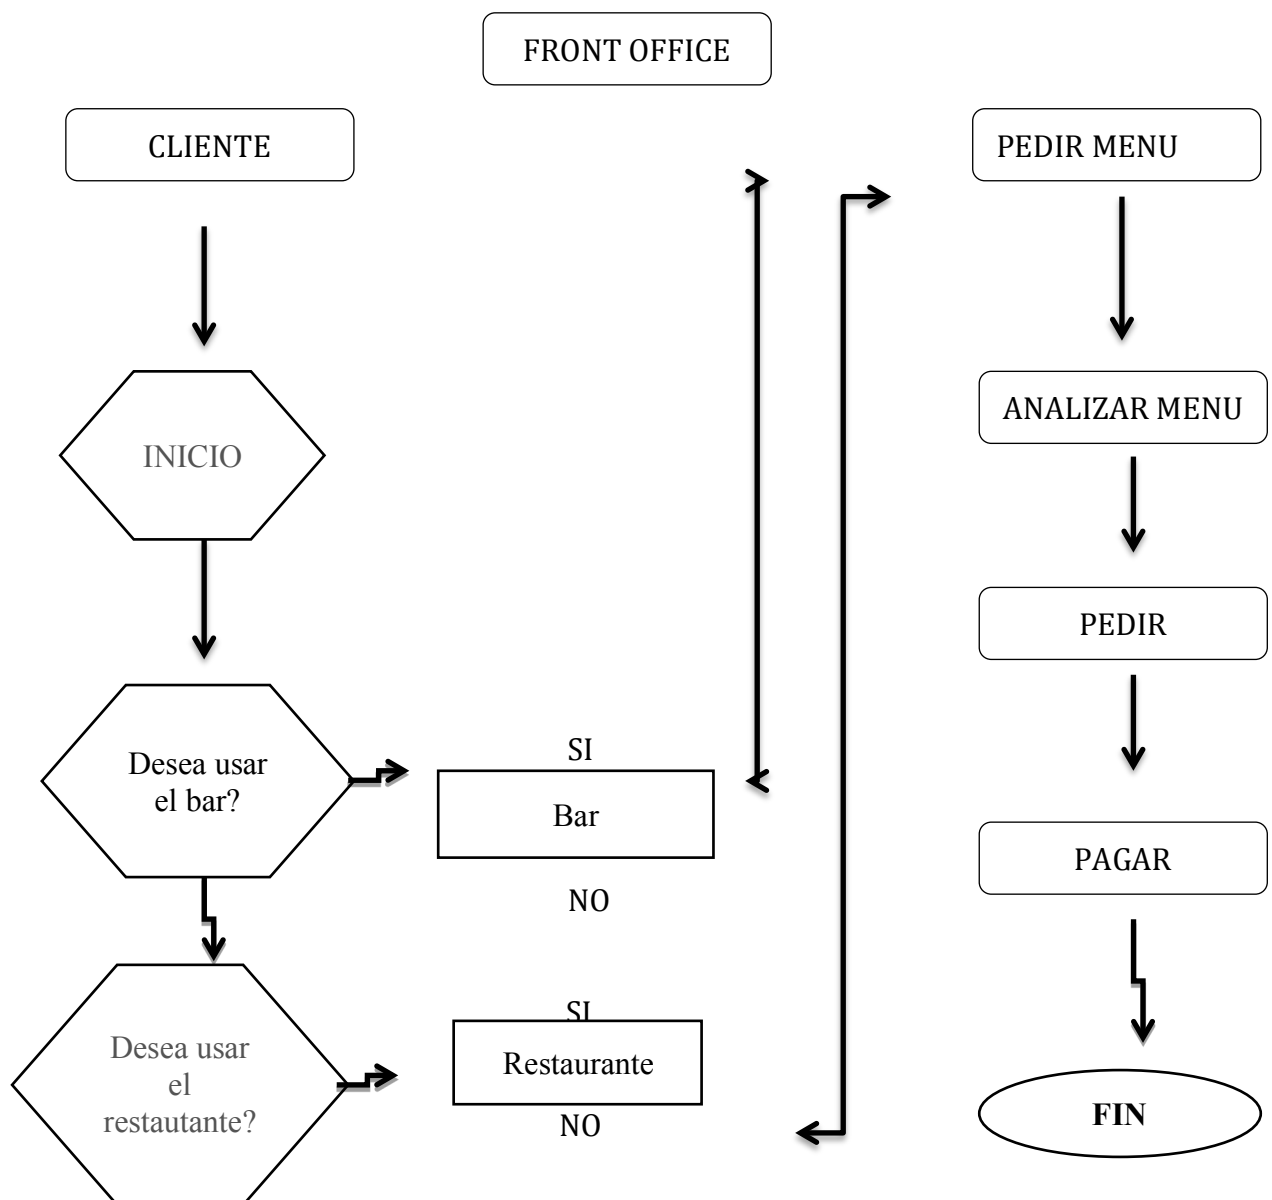 FRONT OFFICE
CLIENTE
PEDIR MENU
INICIO
ANALIZAR MENU
PEDIR
Desea usar
el bar?
SI
Bar
NO
PAGAR
Desea usar
el
restautante?
SI
Restaurante
NO
FIN